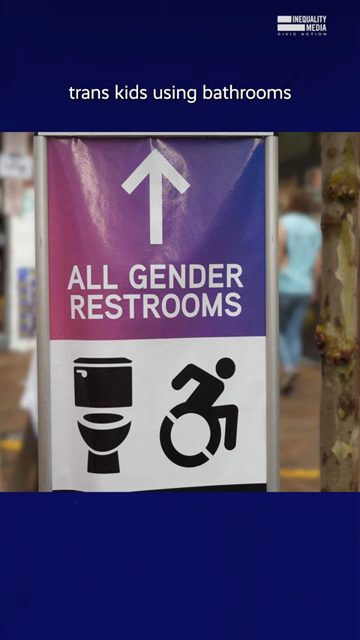 INEQUALITY
MEDIA
CIVIC ACTION
trans kids using bathrooms
ALL GENDER
RESTROOMS